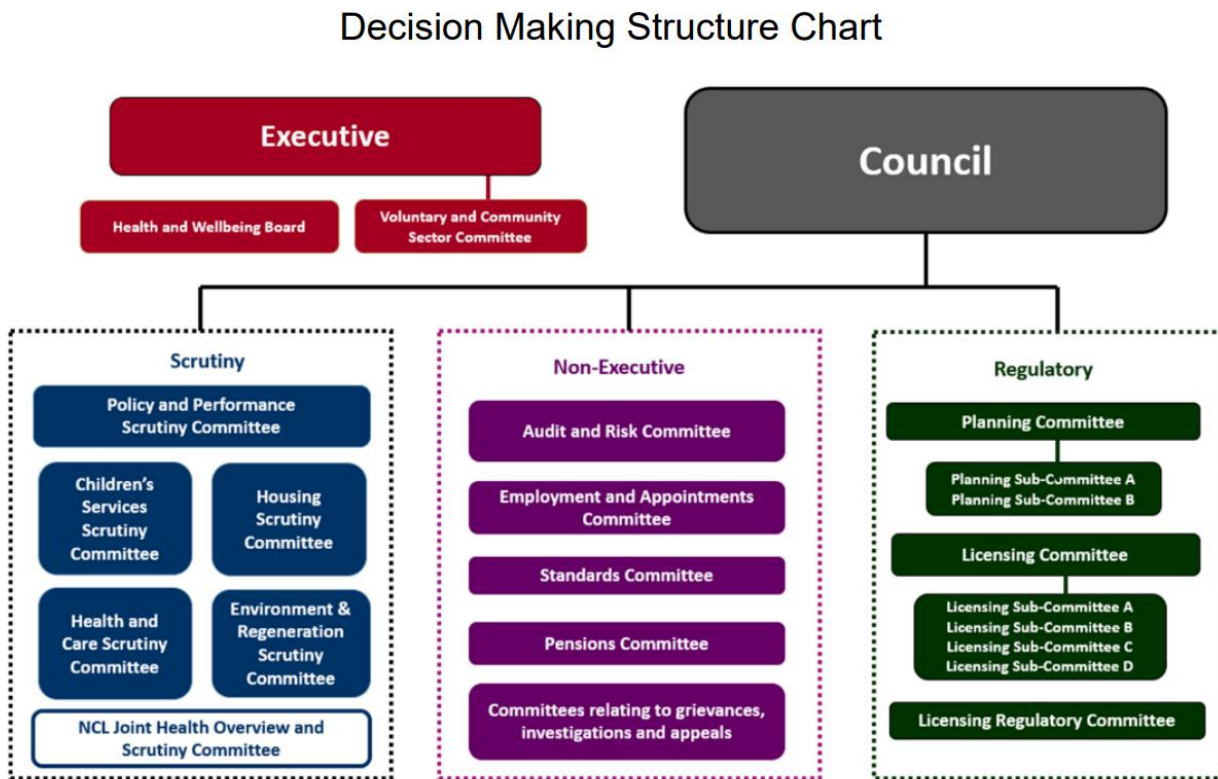 Decision Making Structure Chart
Executive
Council
Health and Wellbeing Board
Voluntary and Community
Sector Committee
Scrutiny
Policy and Performance
Scrutiny Committee
Children's
Services
Scrutiny
Committee
Housing
Scrutiny
Committee
Health and
Care Scrutiny
Committee
Environment &
Regeneration
Scrutiny
Committee
NCL Joint Health Overview and
Scrutiny Committee
Non-Executive
Audit and Risk Committee
Employment and Appointments
Committee
Standards Committee
Pensions Committee
Committees relating to grievances,
investigations and appeals
Regulatory
Planning Committee
Planning Sub-Committee A
Planning Sub-Committee B
Licensing Committee
Licensing Sub-Committee A
Licensing Sub-Committee B
Licensing Sub-Committee C
Licensing Sub-Committee D
Licensing Regulatory Committee